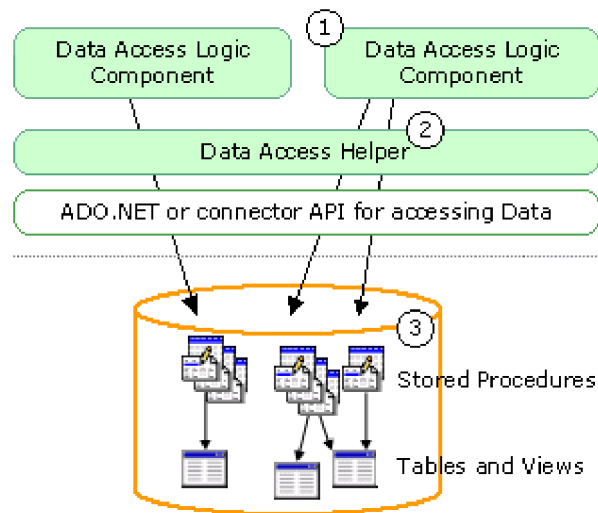 1
Data Access Logic
Component
Data Access Logic
Component
2
Data Access Helper
ADO.NET or connector API for accessing Data
3
Stored Procedures
Tables and Views